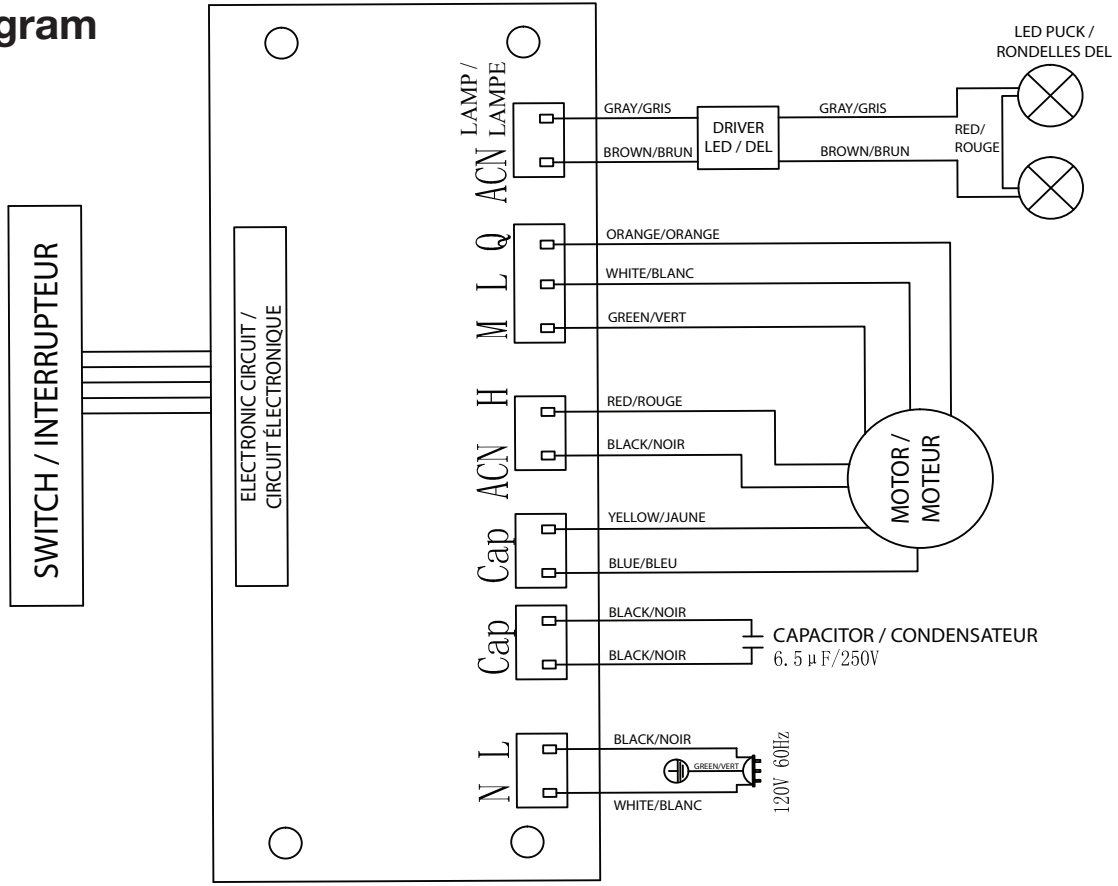 gram
LED PUCK /
RONDELLES DEL
LAMP /
LAMPE
ACN
GRAY/GRIS
BROWN/BRUN
DRIVER
LED / DEL
GRAY/GRIS
BROWN/BRUN
RED/
ROUGE
Q
L
M
ORANGE/ORANGE
WHITE/BLANC
GREEN/VERT
SWITCH / INTERRUPTEUR
ELECTRONIC CIRCUIT /
CIRCUIT ÉLECTRONIQUE
H
ACN
RED/ROUGE
BLACK/NOIR
MOTOR /
MOTEUR
Cap
YELLOW/JAUNE
BLUE/BLEU
Cap
BLACK/NOIR
BLACK/NOIR
CAPACITOR / CONDENSATEUR
6.5 μF/250V
L
N
BLACK/NOIR
GREEN/VERT
WHITE/BLANC
120V 60Hz